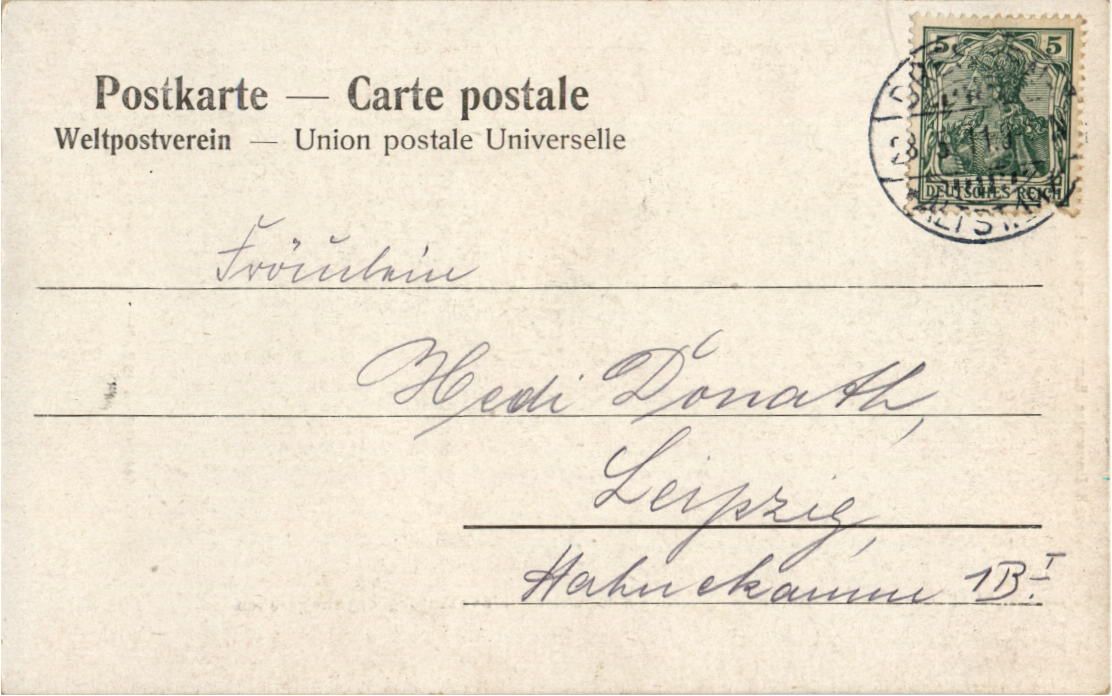 Postkarte — Carte postale
Weltpostverein — Union postale Universelle
5 5
DEUTSCHES REICH
Fräulein
Hedi Donath,
Leipzig,
Hahnekamm 1B.I